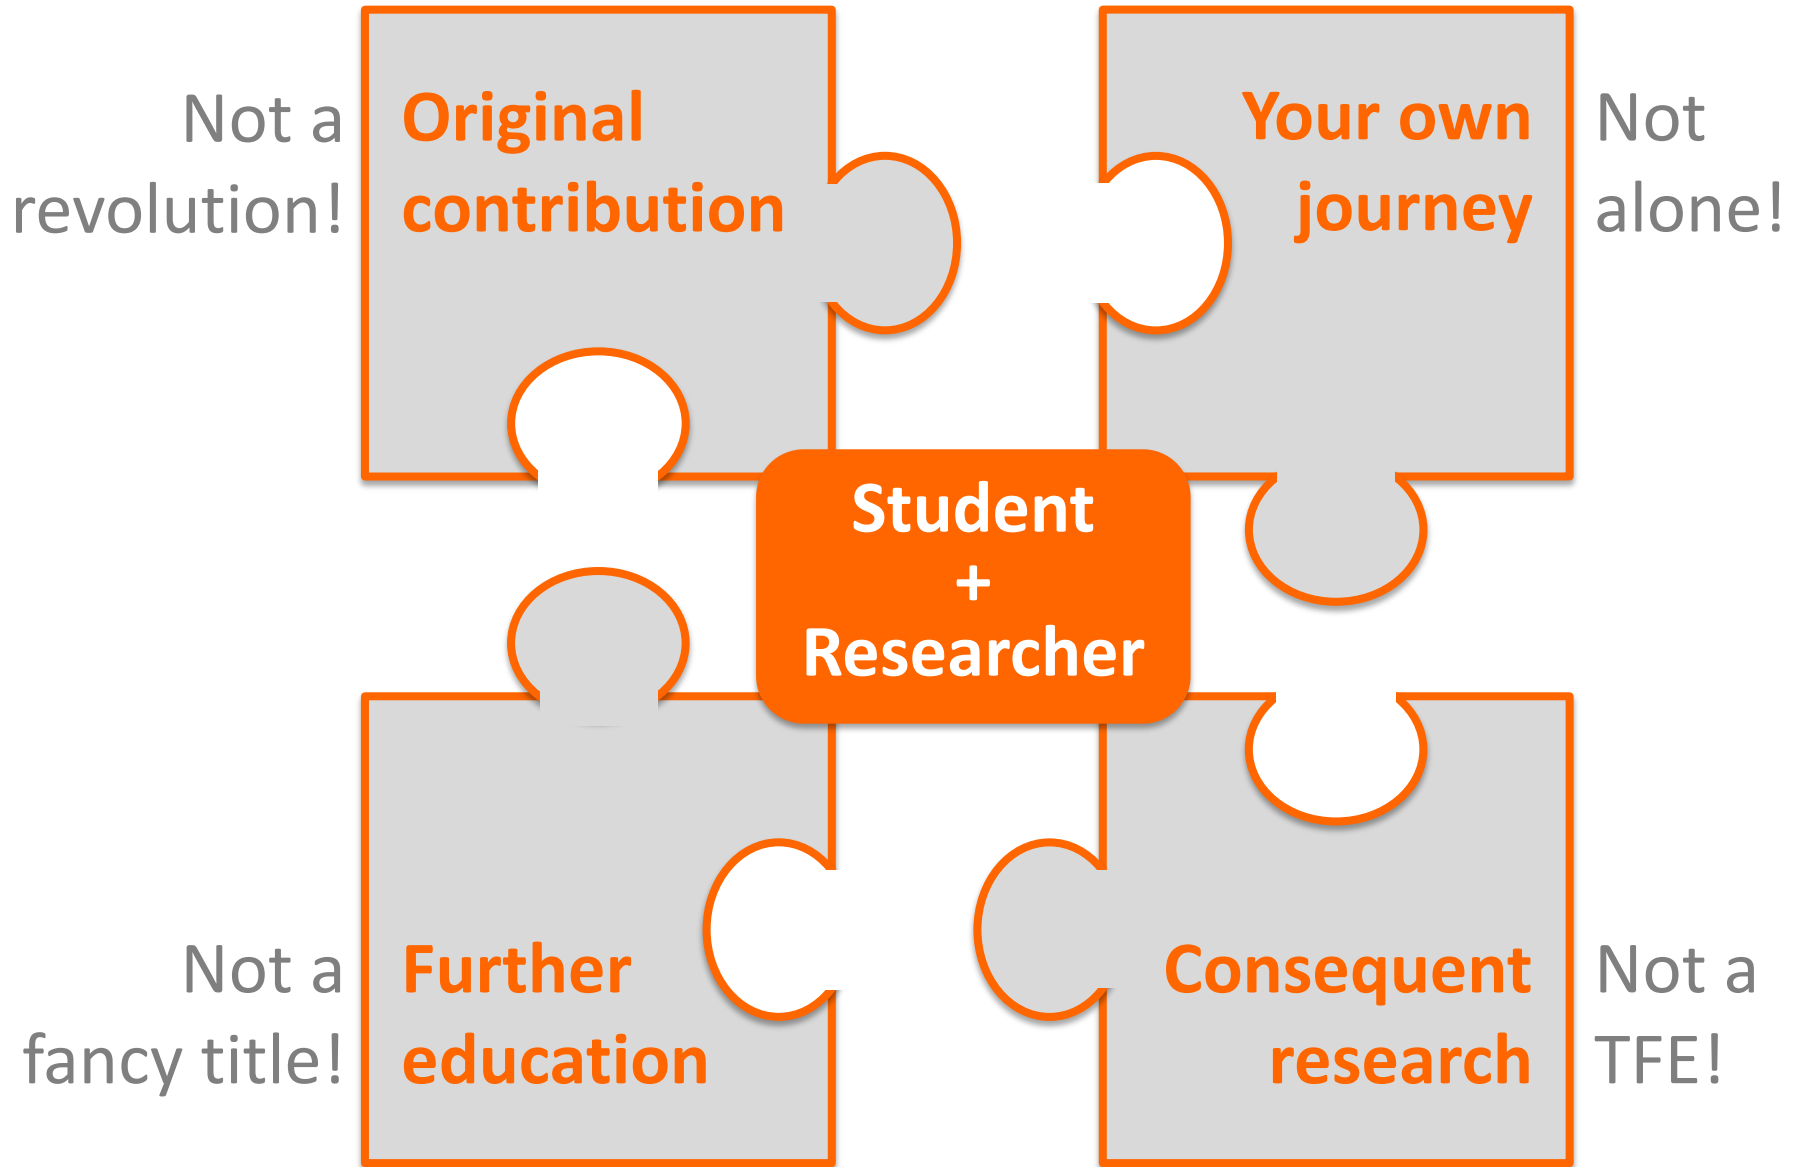 Not a
revolution!
Original
contribution
Your own
journey
Not
alone!
Student
+
Researcher
Not a
fancy title!
Further
education
Consequent
research
Not a
TFE!